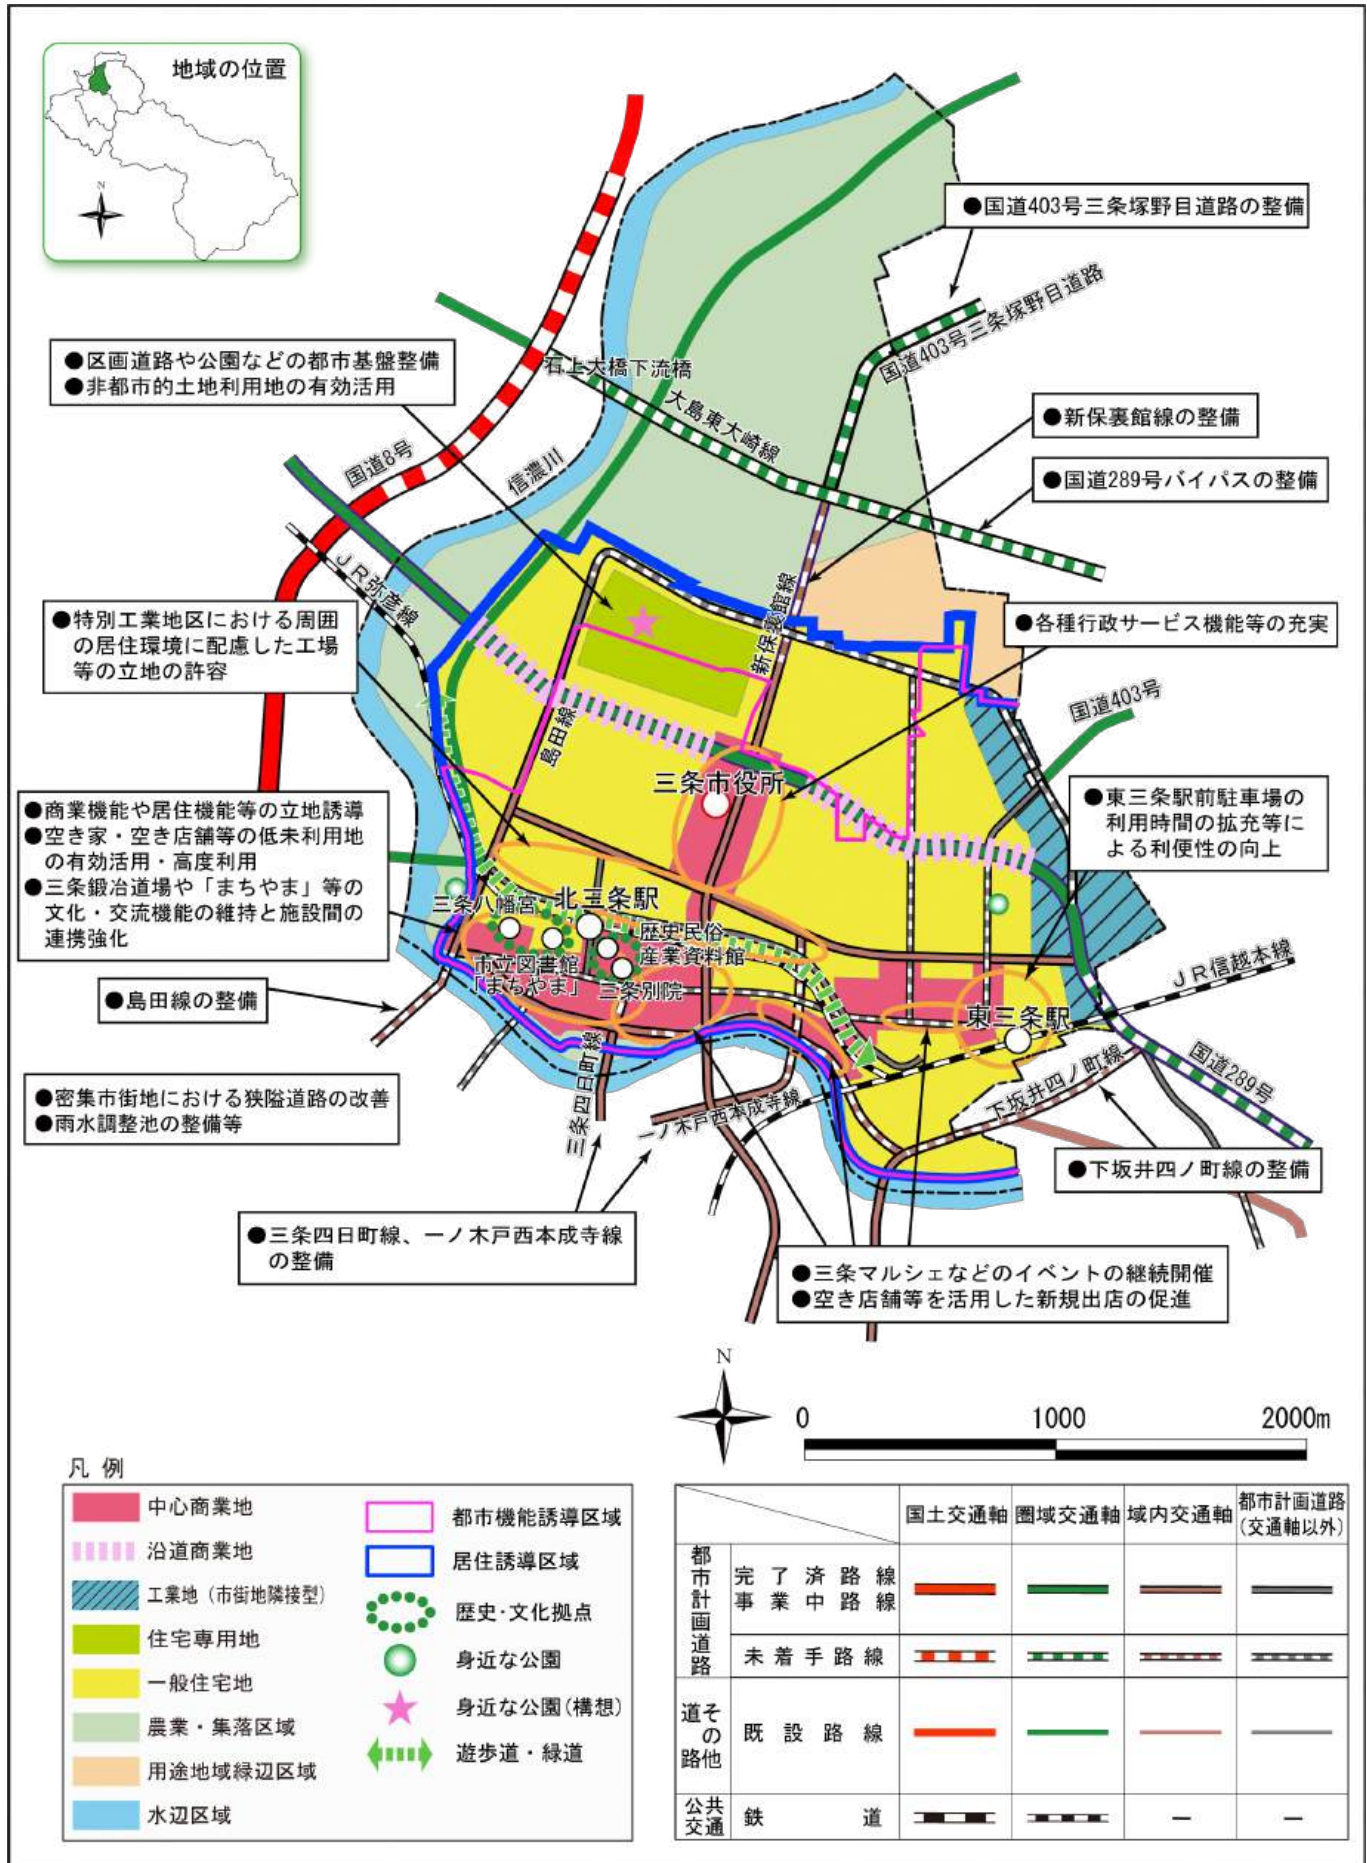 地域の位置
N
●国道403号三条塚野目道路の整備
国道403号三条塚野目道路
●区画道路や公園などの都市基盤整備
●非都市的土地利用地の有効活用
石上大橋下流橋
大島東大崎線
●新保裏館線の整備
国道8号
信濃川
●国道289号バイパスの整備
JR弥彦線
新保裏館線
●特別工業地区における周囲
の居住環境に配慮した工場
等の立地の許容
●各種行政サービス機能等の充実
島田線
国道403号
三条市役所
●商業機能や居住機能等の立地誘導
●空き家・空き店舗等の低未利用地
の有効活用・高度利用
●三条鍛冶道場や「まちやま」等の
文化・交流機能の維持と施設間の
連携強化
●東三条駅前駐車場の
利用時間の拡充等に
よる利便性の向上
三条八幡宮
北三条駅
歴史民俗
産業資料館
市立図書館
「まちやま」
三条別院
JR信越本線
●島田線の整備
東三条駅
国道289号
三条四日町線
一ノ木戸西本成寺線
下坂井四ノ町線
●密集市街地における狭隘道路の改善
●雨水調整池の整備等
●下坂井四ノ町線の整備
●三条四日町線、一ノ木戸西本成寺線
の整備
●三条マルシェなどのイベントの継続開催
●空き店舗等を活用した新規出店の促進
N
0 1000 2000m
凡 例
中心商業地
沿道商業地
工業地（市街地隣接型）
住宅専用地
一般住宅地
農業・集落区域
用途地域縁辺区域
水辺区域
都市機能誘導区域
居住誘導区域
歴史・文化拠点
身近な公園
身近な公園（構想）
遊歩道・緑道
国土交通軸 圏域交通軸 域内交通軸 都市計画道路
（交通軸以外）
都市計画道路
完了済路線
事業中路線
未着手路線
その他道路
既設路線
公共交通
鉄道 － －